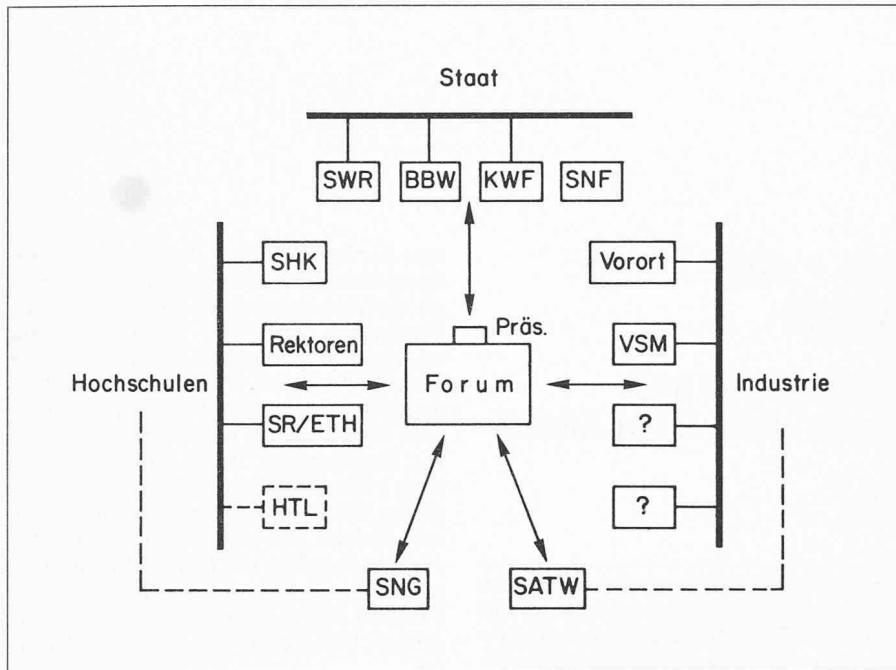 Staat
SWR BBW KWF SNF
SHK
Vorort
Präs.
Rektoren
VSM
Hochschulen
Forum
Industrie
SR/ETH
?
HTL
?
SNG
SATW